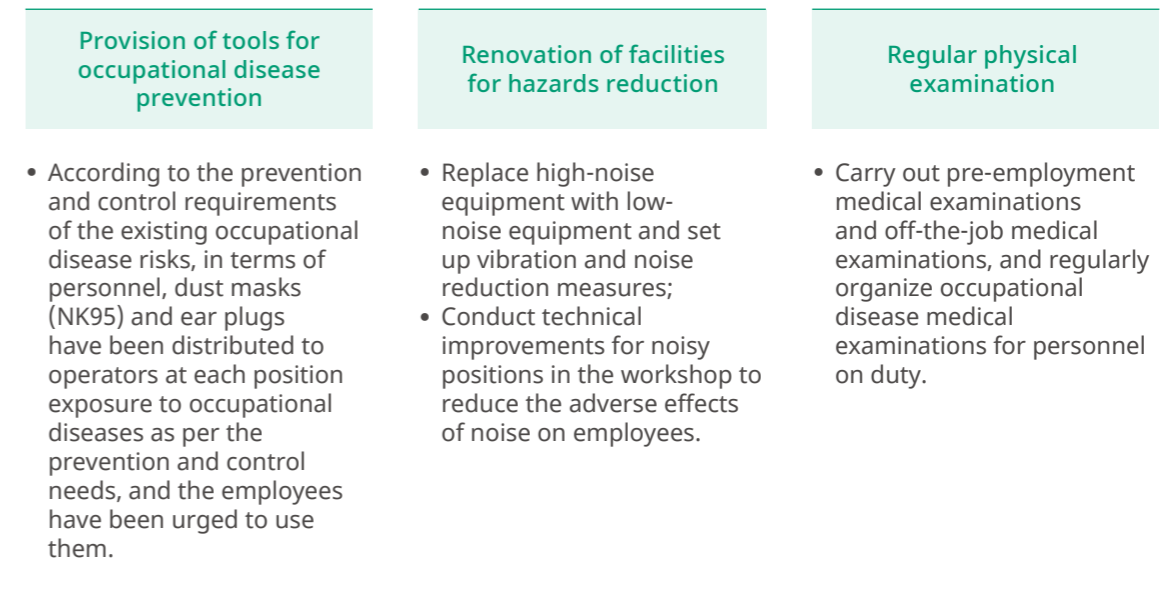 Provision of tools for
occupational disease
prevention
• According to the prevention
and control requirements
of the existing occupational
disease risks, in terms of
personnel, dust masks
(NK95) and ear plugs
have been distributed to
operators at each position
exposure to occupational
diseases as per the
prevention and control
needs, and the employees
have been urged to use
them.
Renovation of facilities
for hazards reduction
• Replace high-noise
equipment with low-
noise equipment and set
up vibration and noise
reduction measures;
• Conduct technical
improvements for noisy
positions in the workshop to
reduce the adverse effects
of noise on employees.
Regular physical
examination
• Carry out pre-employment
medical examinations
and off-the-job medical
examinations, and regularly
organize occupational
disease medical
examinations for personnel
on duty.